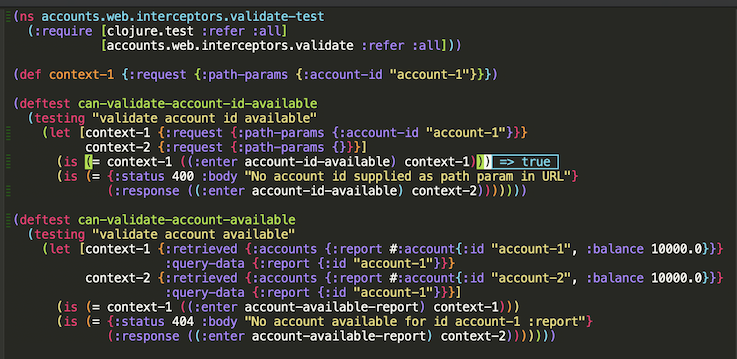 (ns accounts.web.interceptors.validate-test
  (:require [clojure.test :refer :all]
            [accounts.web.interceptors.validate :refer :all]))
(def context-1 {:request {:path-params {:account-id "account-1"}}})
(deftest can-validate-account-id-available
  (testing "validate account id available"
    (let [context-1 {:request {:path-params {:account-id "account-1"}}}
          context-2 {:request {:path-params {}}}]
      (is (= context-1 ((:enter account-id-available) context-1))) => true
      (is (= {:status 400 :body "No account id supplied as path param in URL"}
             (:response ((:enter account-id-available) context-2)))))))
(deftest can-validate-account-available
  (testing "validate account available"
    (let [context-1 {:retrieved {:accounts {:report #:account{:id "account-1", :balance 10000.0}}}
                     :query-data {:report {:id "account-1"}}}
          context-2 {:retrieved {:accounts {:report #:account{:id "account-2", :balance 10000.0}}}
                     :query-data {:report {:id "account-1"}}}]
      (is (= context-1 ((:enter account-available-report) context-1)))
      (is (= {:status 404 :body "No account available for id account-1 :report"}
             (:response ((:enter account-available-report) context-2)))))))